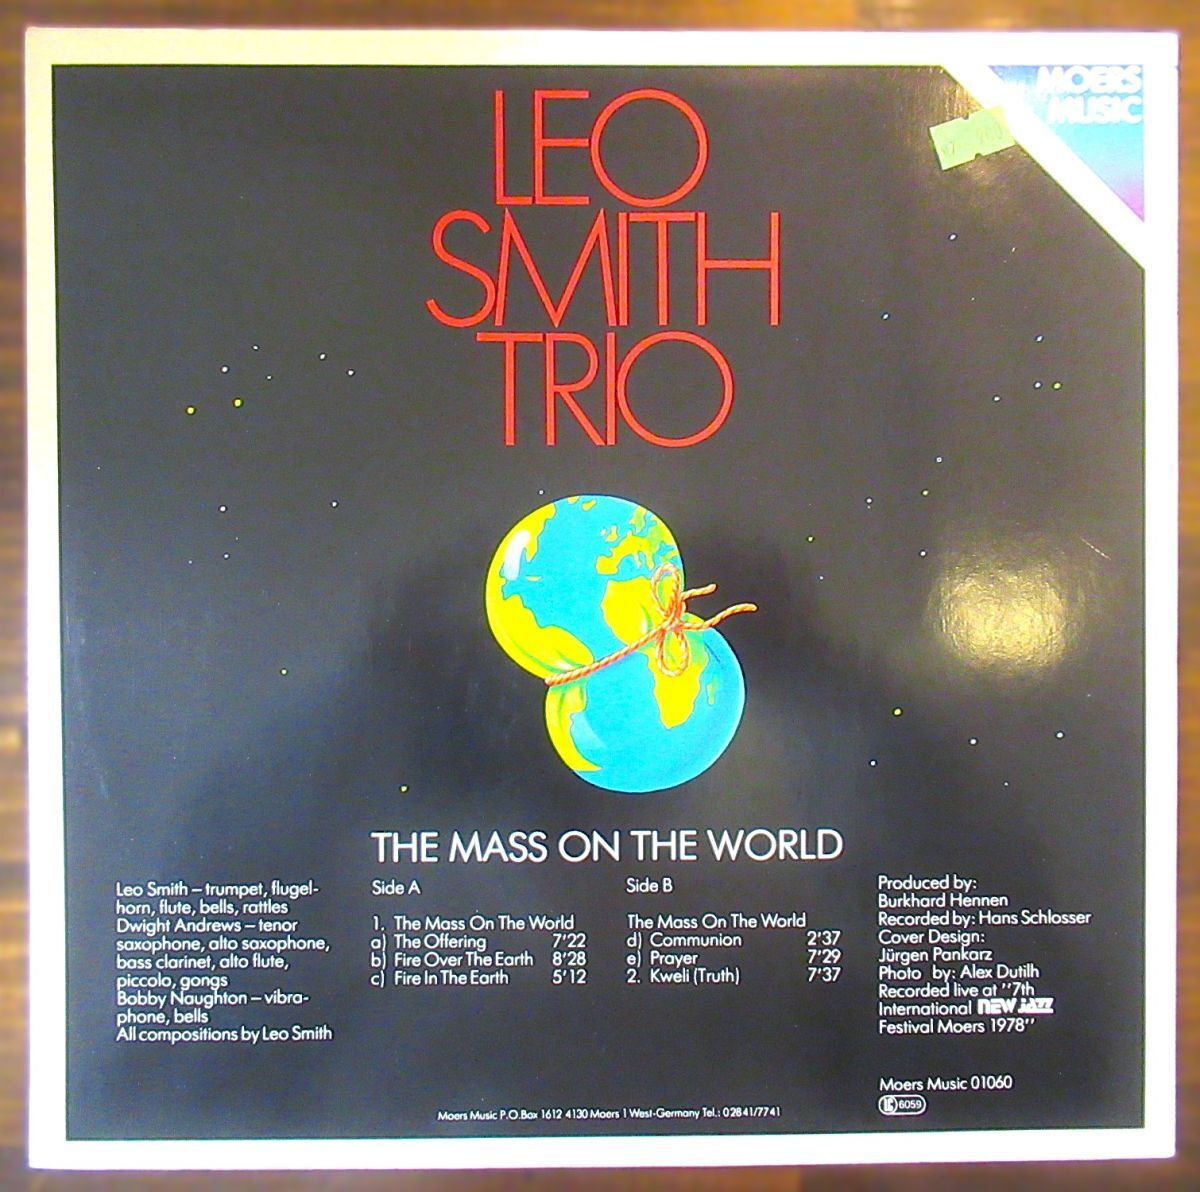 MOERS
MUSIC
LEO
SMITH
TRIO
THE MASS ON THE WORLD
Leo Smith – trumpet, flugel-
horn, flute, bells, rattles
Dwight Andrews – tenor
saxophone, alto saxophone,
bass clarinet, alto flute,
piccolo, gongs
Bobby Naughton – vibra-
phone, bells
All compositions by Leo Smith
Side A
1. The Mass On The World
a) The Offering 7'22
b) Fire Over The Earth 8'28
c) Fire In The Earth 5'12
Side B
The Mass On The World
d) Communion 2'37
e) Prayer 7'29
2. Kweli (Truth) 7'37
Produced by:
Burkhard Hennen
Recorded by: Hans Schlosser
Cover Design:
Jürgen Pankarz
Photo by: Alex Dutilh
Recorded live at "7th
International NEW JAZZ
Festival Moers 1978"
Moers Music 01060
6059
Moers Music P.O.Box 1612 4130 Moers 1 West-Germany Tel.: 02841/7741